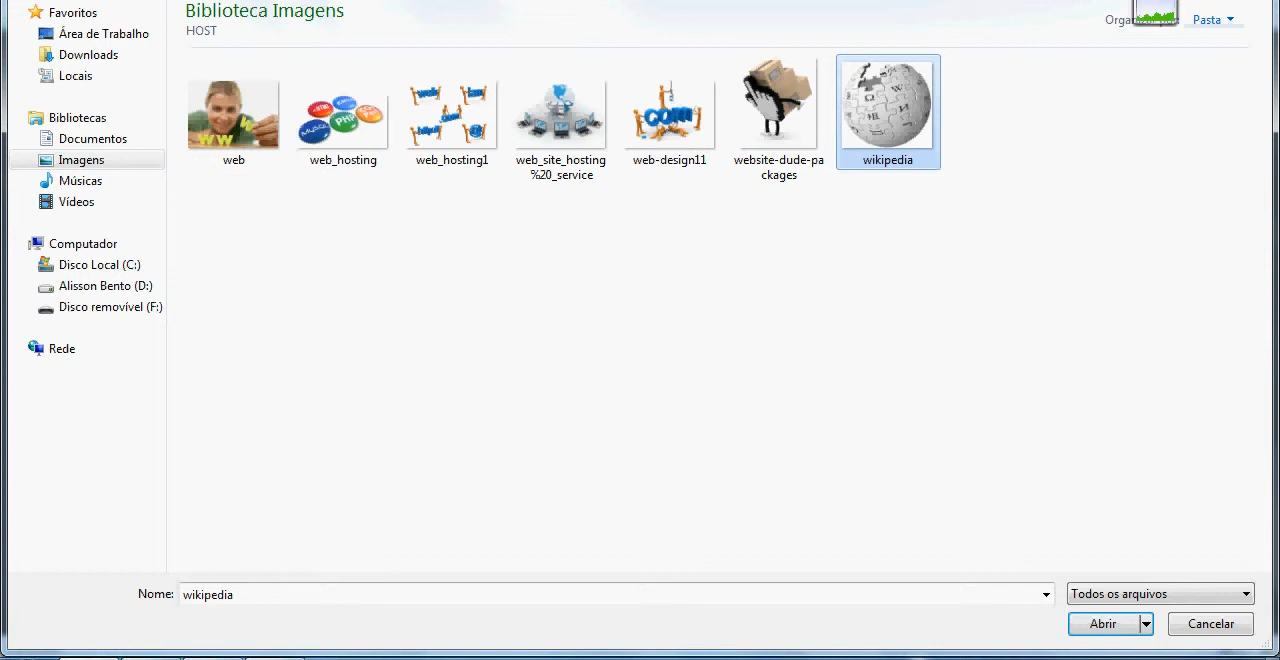 Favoritos
Área de Trabalho
Downloads
Locais
Bibliotecas
Documentos
Imagens
Músicas
Vídeos
Computador
Disco Local (C:)
Alisson Bento (D:)
Disco removível (F:)
Rede
Biblioteca Imagens
HOST
Pasta
web
web_hosting
web_hosting1
web_site_hosting
%20_service
web-design11
website-dude-pa
ckages
wikipedia
Nome:
wikipedia
Todos os arquivos
Abrir
Cancelar